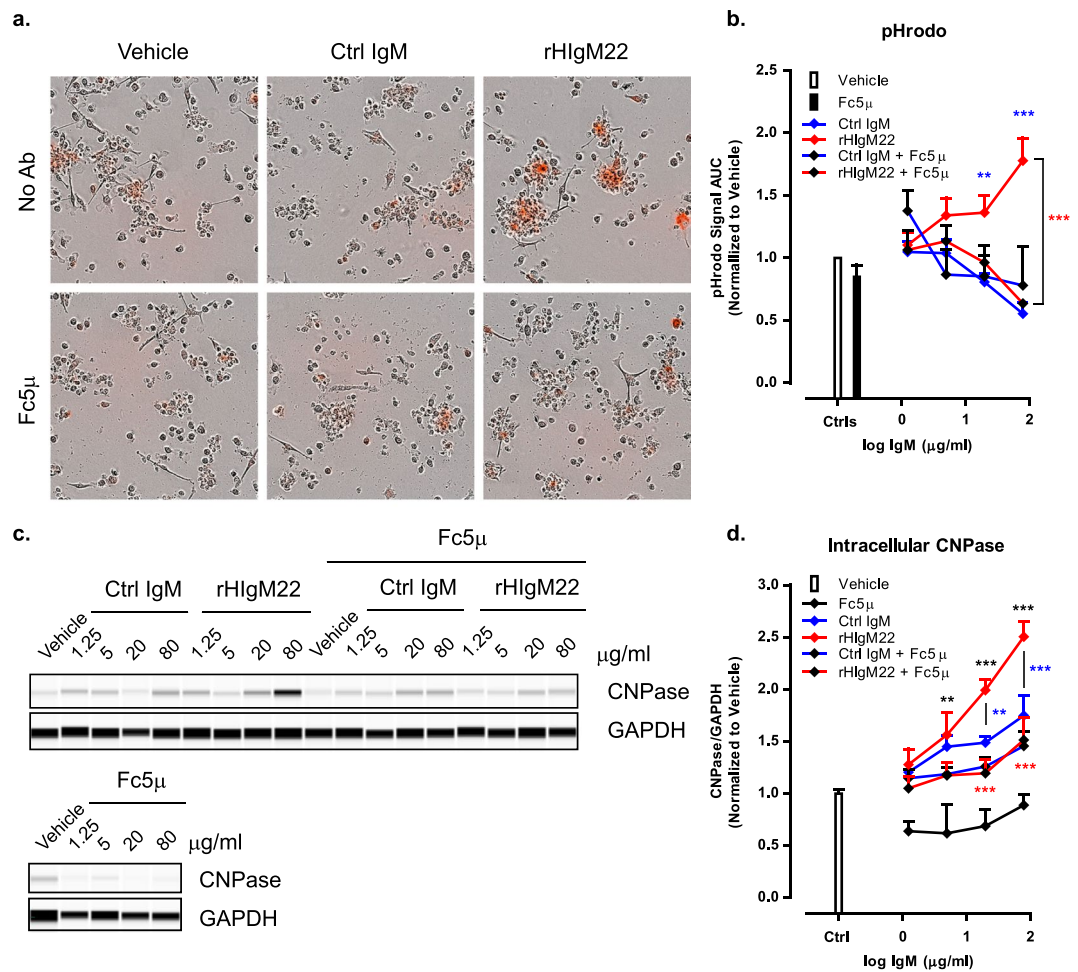 a.
Vehicle
Ctrl IgM
rHIgM22
No Ab
Fc5μ
b.
pHrodo
pHrodo Signal AUC
(Normallized to Vehicle)
2.5
2.0
1.5
1.0
0.5
0.0
Vehicle
Fc5μ
Ctrl IgM
rHIgM22
Ctrl IgM + Fc5μ
rHIgM22 + Fc5μ
**
***
***
Ctrls
0
1
2
log IgM (μg/ml)
c.
Fc5μ
Ctrl IgM
rHIgM22
Ctrl IgM
rHIgM22
Vehicle
1.25
5
20
80
1.25
5
20
80
Vehicle
1.25
5
20
80
1.25
5
20
80
μg/ml
CNPase
GAPDH
Fc5μ
Vehicle
1.25
5
20
80
μg/ml
CNPase
GAPDH
d.
Intracellular CNPase
CNPase/GAPDH
(Normalized to Vehicle)
3.0
2.5
2.0
1.5
1.0
0.5
0.0
Vehicle
Fc5μ
Ctrl IgM
rHIgM22
Ctrl IgM + Fc5μ
rHIgM22 + Fc5μ
**
***
***
**
***
***
***
Ctrl
0
1
2
log IgM (μg/ml)